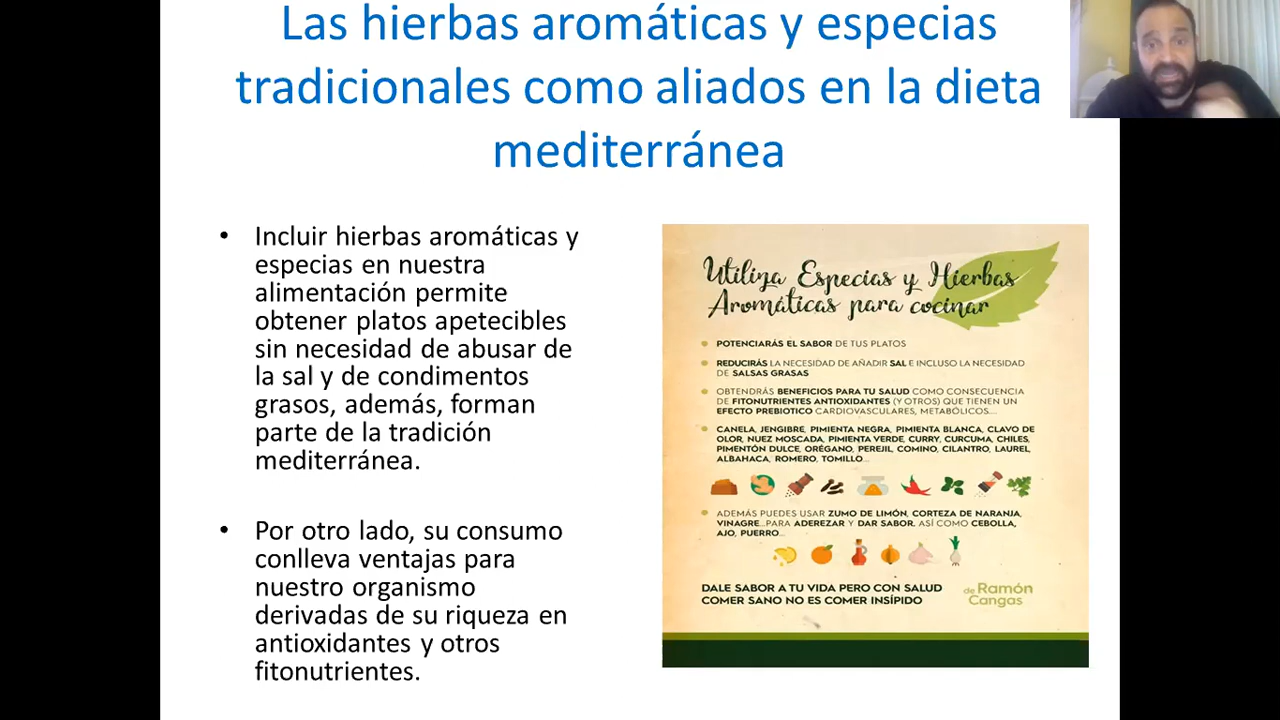 Las hierbas aromáticas y especias
tradicionales como aliados en la dieta
mediterránea
• Incluir hierbas aromáticas y
especias en nuestra
alimentación permite
obtener platos apetecibles
sin necesidad de abusar de
la sal y de condimentos
grasos, además, forman
parte de la tradición
mediterránea.
• Por otro lado, su consumo
conlleva ventajas para
nuestro organismo
derivadas de su riqueza en
antioxidantes y otros
fitonutrientes.
Utiliza Especias y Hierbas
Aromáticas para cocinar
POTENCIARÁS EL SABOR DE TUS PLATOS
REDUCIRÁS LA NECESIDAD DE AÑADIR SAL E INCLUSO LA NECESIDAD
DE SALSAS GRASAS
OBTENDRÁS BENEFICIOS PARA TU SALUD COMO CONSECUENCIA
DE FITONUTRIENTES ANTIOXIDANTES (Y OTROS) QUE TIENEN UN
EFECTO PREBIOTICO CARDIOVASCULARES, METABÓLICOS...
CANELA, JENGIBRE, PIMIENTA NEGRA, PIMIENTA BLANCA, CLAVO DE
OLOR, NUEZ MOSCADA, PIMIENTA VERDE, CURRY, CURCUMA, CHILES,
PIMENTÓN DULCE, ORÉGANO, PEREJIL, COMINO, CILANTRO, LAUREL,
ALBAHACA, ROMERO, TOMILLO...
ADEMÁS PUEDES USAR ZUMO DE LIMÓN, CORTEZA DE NARANJA,
VINAGRE...PARA ADEREZAR Y DAR SABOR. ASÍ COMO CEBOLLA,
AJO, PUERRO...
DALE SABOR A TU VIDA PERO CON SALUD
COMER SANO NO ES COMER INSÍPIDO
de Ramón
Cangas